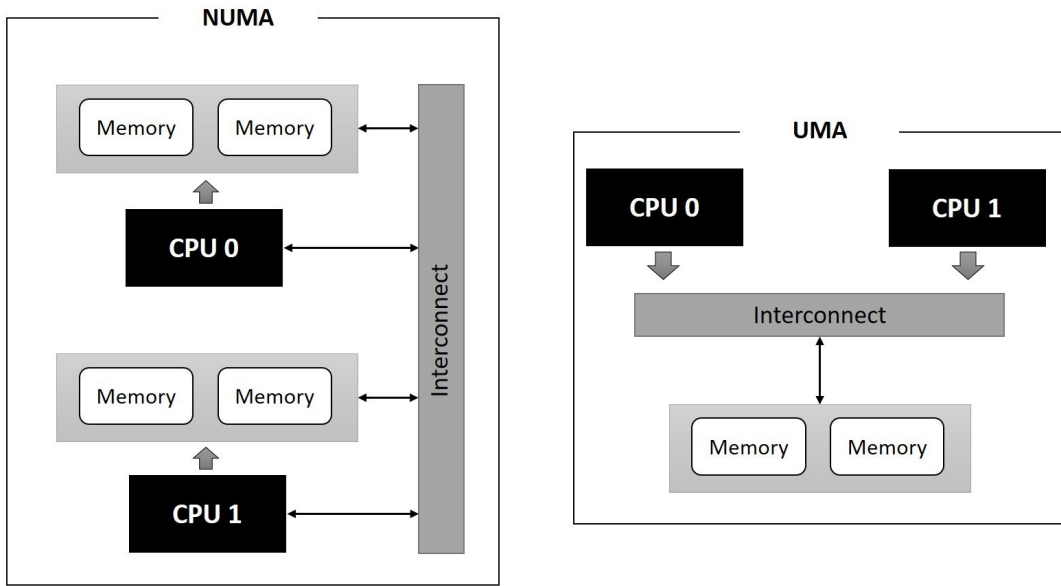 NUMA
Memory Memory
CPU 0
Memory Memory
CPU 1
Interconnect
UMA
CPU 0 CPU 1
Interconnect
Memory Memory